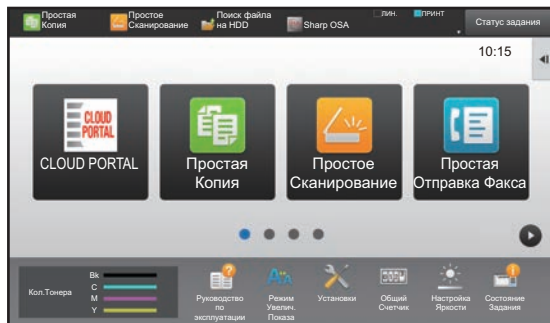 Простая
Копия
Простое
Сканирование
Поиск файла
на HDD
Sharp OSA
ЛИН.
ПРИНТ
Статус задания
10:15
CLOUD
PORTAL
CLOUD PORTAL
Простая
Копия
Простое
Сканирование
Простая
Отправка Факса
Кол.Тонера
Bk
C
M
Y
Руководство
по
эксплуатации
Режим
Увелич.
Показа
Установки
Общий
Счетчик
Настройка
Яркости
Состояние
Задания